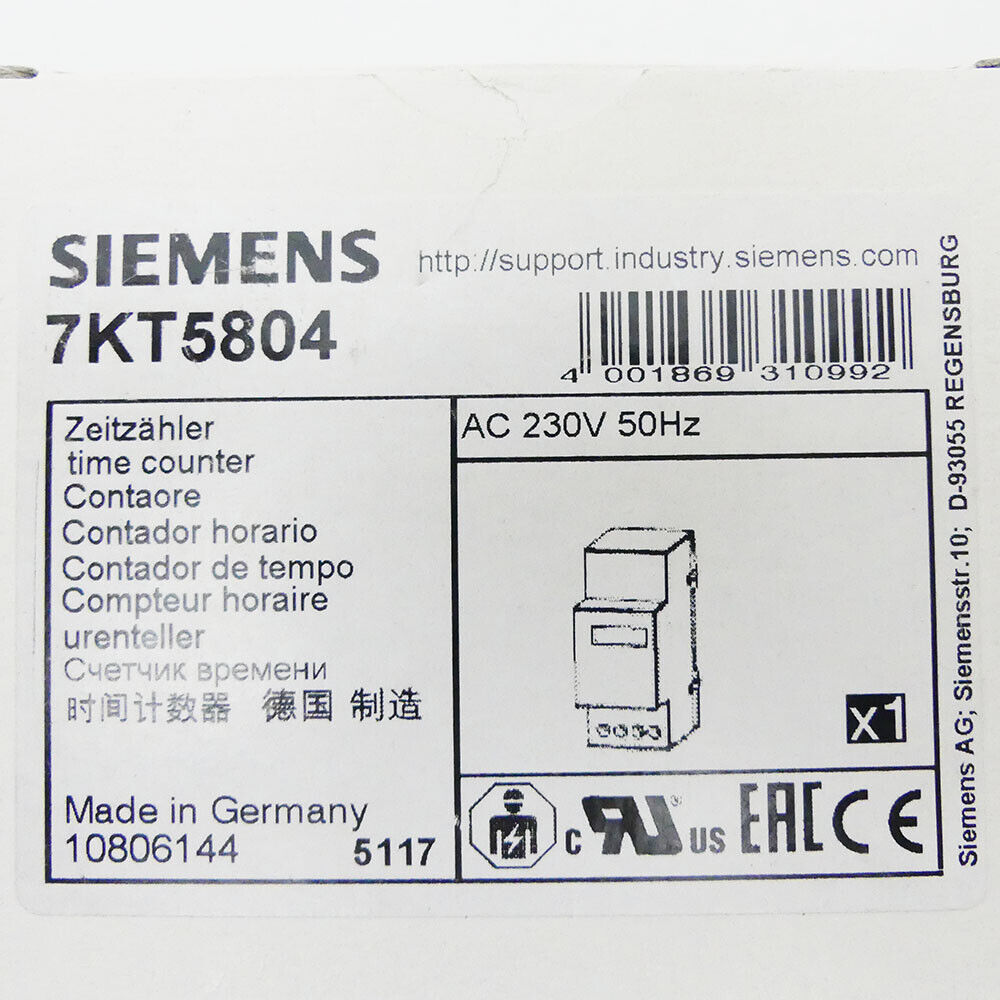 SIEMENS
http://support.industry.siemens.com
7KT5804
4 001869 310992
Zeitzähler
time counter
Contaore
Contador horario
Contador de tempo
Compteur horaire
urenteller
Счетчик времени
时间计数器 德国 制造
Made in Germany
10806144 5117
AC 230V 50Hz
x1
C UR ® US EAC CE
Siemens AG; Siemensstr.10; D-93055 REGENSBURG